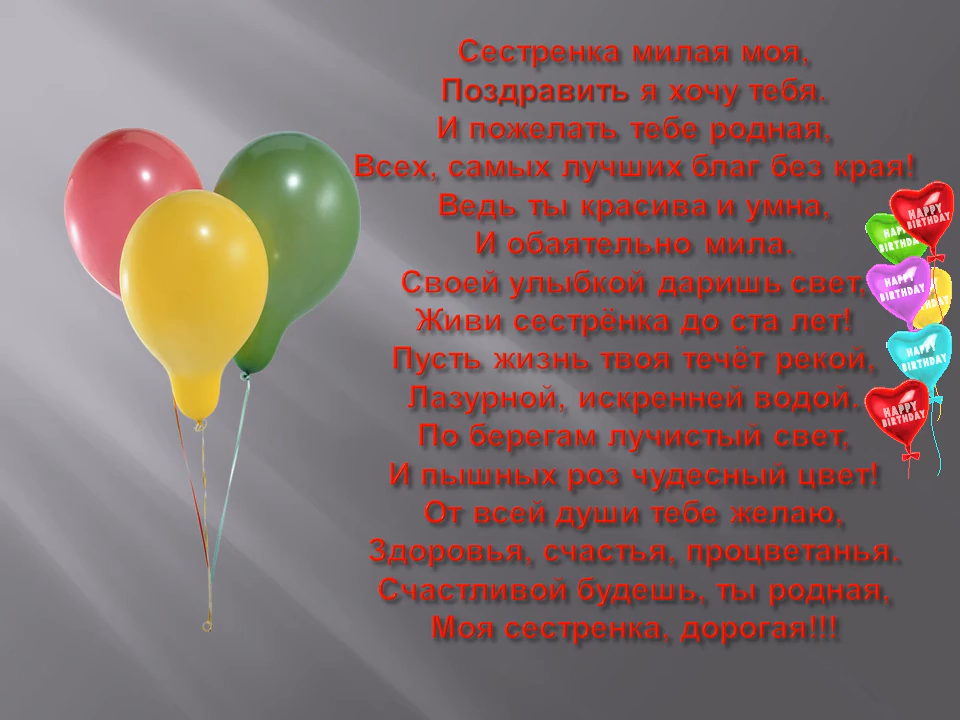 Сестренка милая моя,
Поздравить я хочу тебя.
И пожелать тебе родная,
Всех, самых лучших благ без края!
Ведь ты красива и умна,
И обаятельно мила.
Своей улыбкой даришь свет,
Живи сестрёнка до ста лет!
Пусть жизнь твоя течёт рекой,
Лазурной, искренней водой.
По берегам лучистый свет,
И пышных роз чудесный цвет!
От всей души тебе желаю,
Здоровья, счастья, процветанья.
Счастливой будешь, ты родная,
Моя сестренка, дорогая!!!
HAPPY
BIRTHDAY
HAPPY
BIRTHDAY
HAPPY
BIRTHDAY
HAPPY
BIRTHDAY